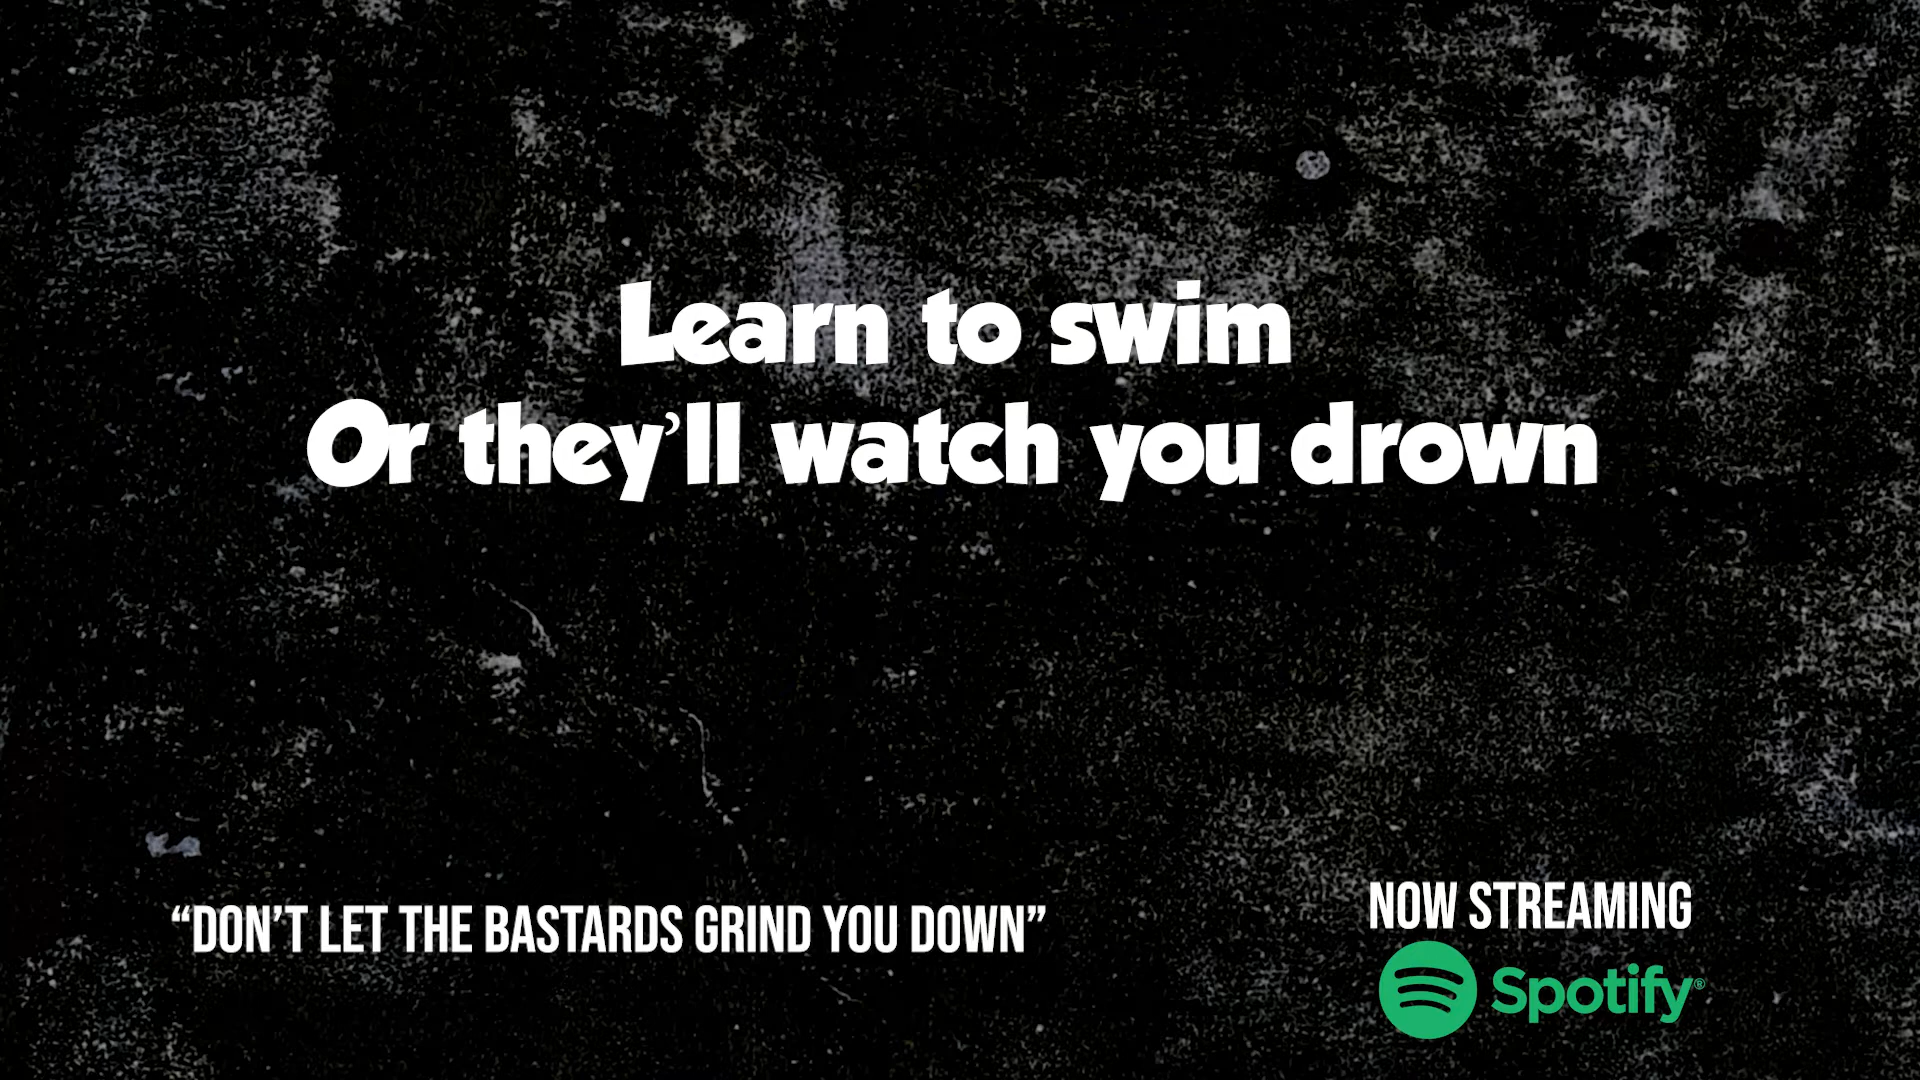 Learn to swim
Or they’ll watch you drown
“DON’T LET THE BASTARDS GRIND YOU DOWN”
NOW STREAMING
Spotify®